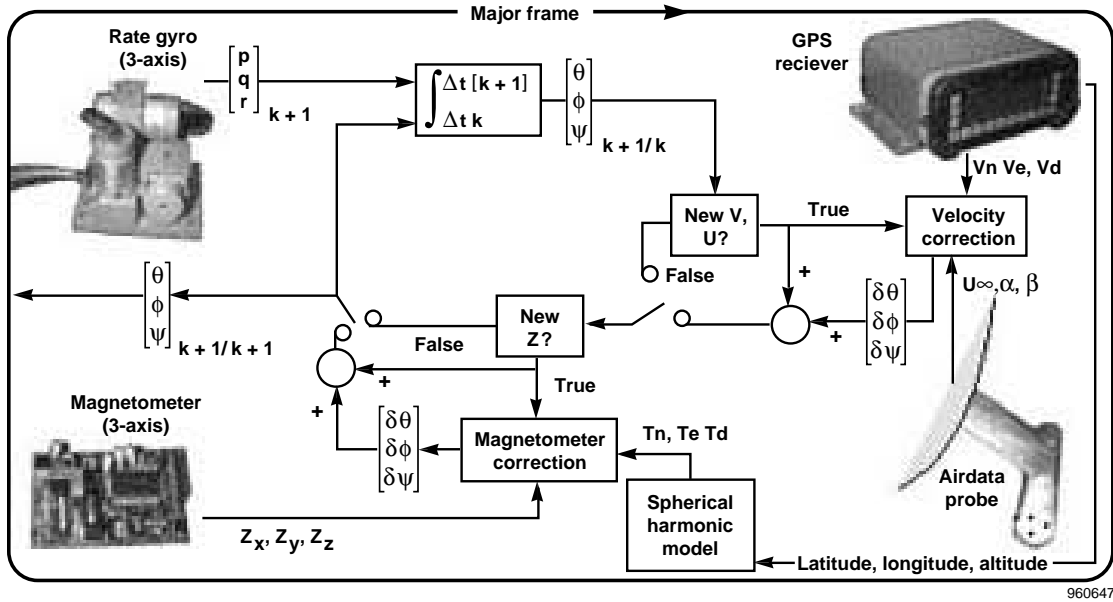 Major frame
Rate gyro
(3-axis)
p
q
r
k + 1
∫ Δt [k + 1]
Δt k
θ
ϕ
ψ
k + 1/ k
GPS
reciever
Vn Ve, Vd
New V,
U?
True
Velocity
correction
False
+
U∞,α, β
θ
ϕ
ψ
k + 1/ k + 1
New
Z?
False
True
+
δθ
δϕ
δψ
+
+
Magnetometer
(3-axis)
δθ
δϕ
δψ
Magnetometer
correction
Tn, Te Td
Spherical
harmonic
model
Airdata
probe
Zx, Zy, Zz
Latitude, longitude, altitude
960647